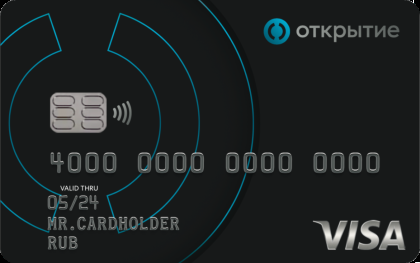 открытие
4000 0000 0000 0000
VALID THRU
05/24
MR.CARDHOLDER
RUB
VISA